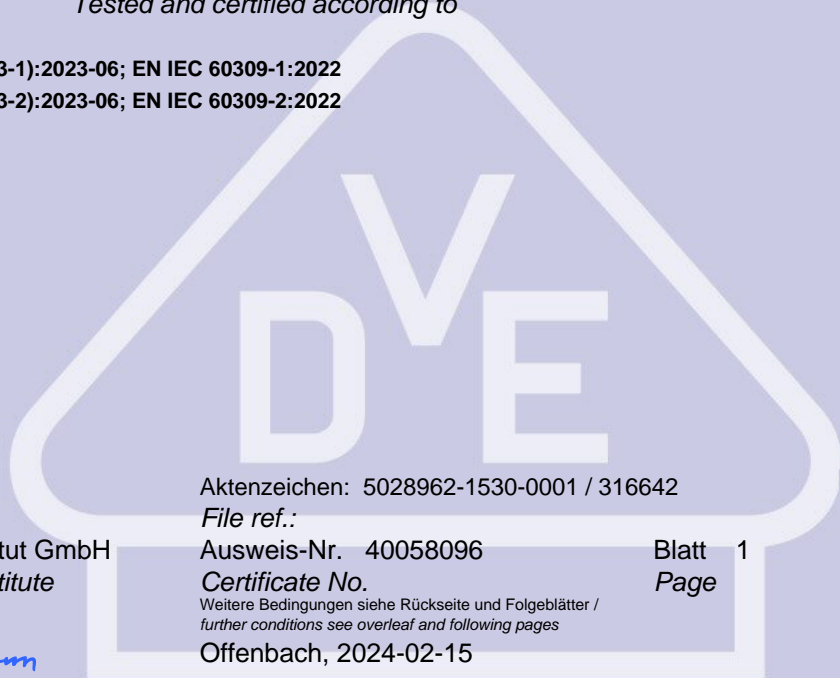 Tested and certified according to
3-1):2023-06; EN IEC 60309-1:2022
3-2):2023-06; EN IEC 60309-2:2022
VDE
Aktenzeichen: 5028962-1530-0001 / 316642
File ref.:
tut GmbH Ausweis-Nr. 40058096 Blatt 1
titute Certificate No. Page
Weitere Bedingungen siehe Rückseite und Folgeblätter /
further conditions see overleaf and following pages
Offenbach, 2024-02-15